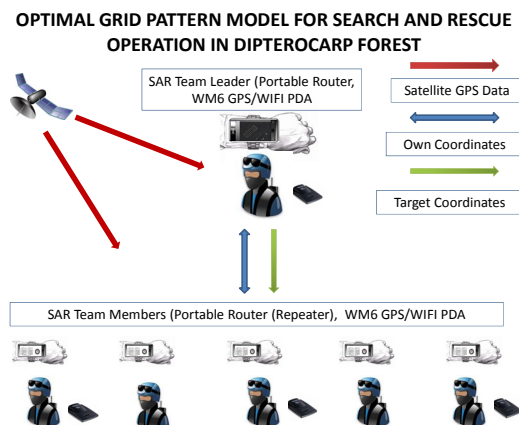 OPTIMAL GRID PATTERN MODEL FOR SEARCH AND RESCUE
OPERATION IN DIPTEROCARP FOREST
SAR Team Leader (Portable Router,
WM6 GPS/WIFI PDA
Satellite GPS Data
Own Coordinates
Target Coordinates
SAR Team Members (Portable Router (Repeater), WM6 GPS/WIFI PDA